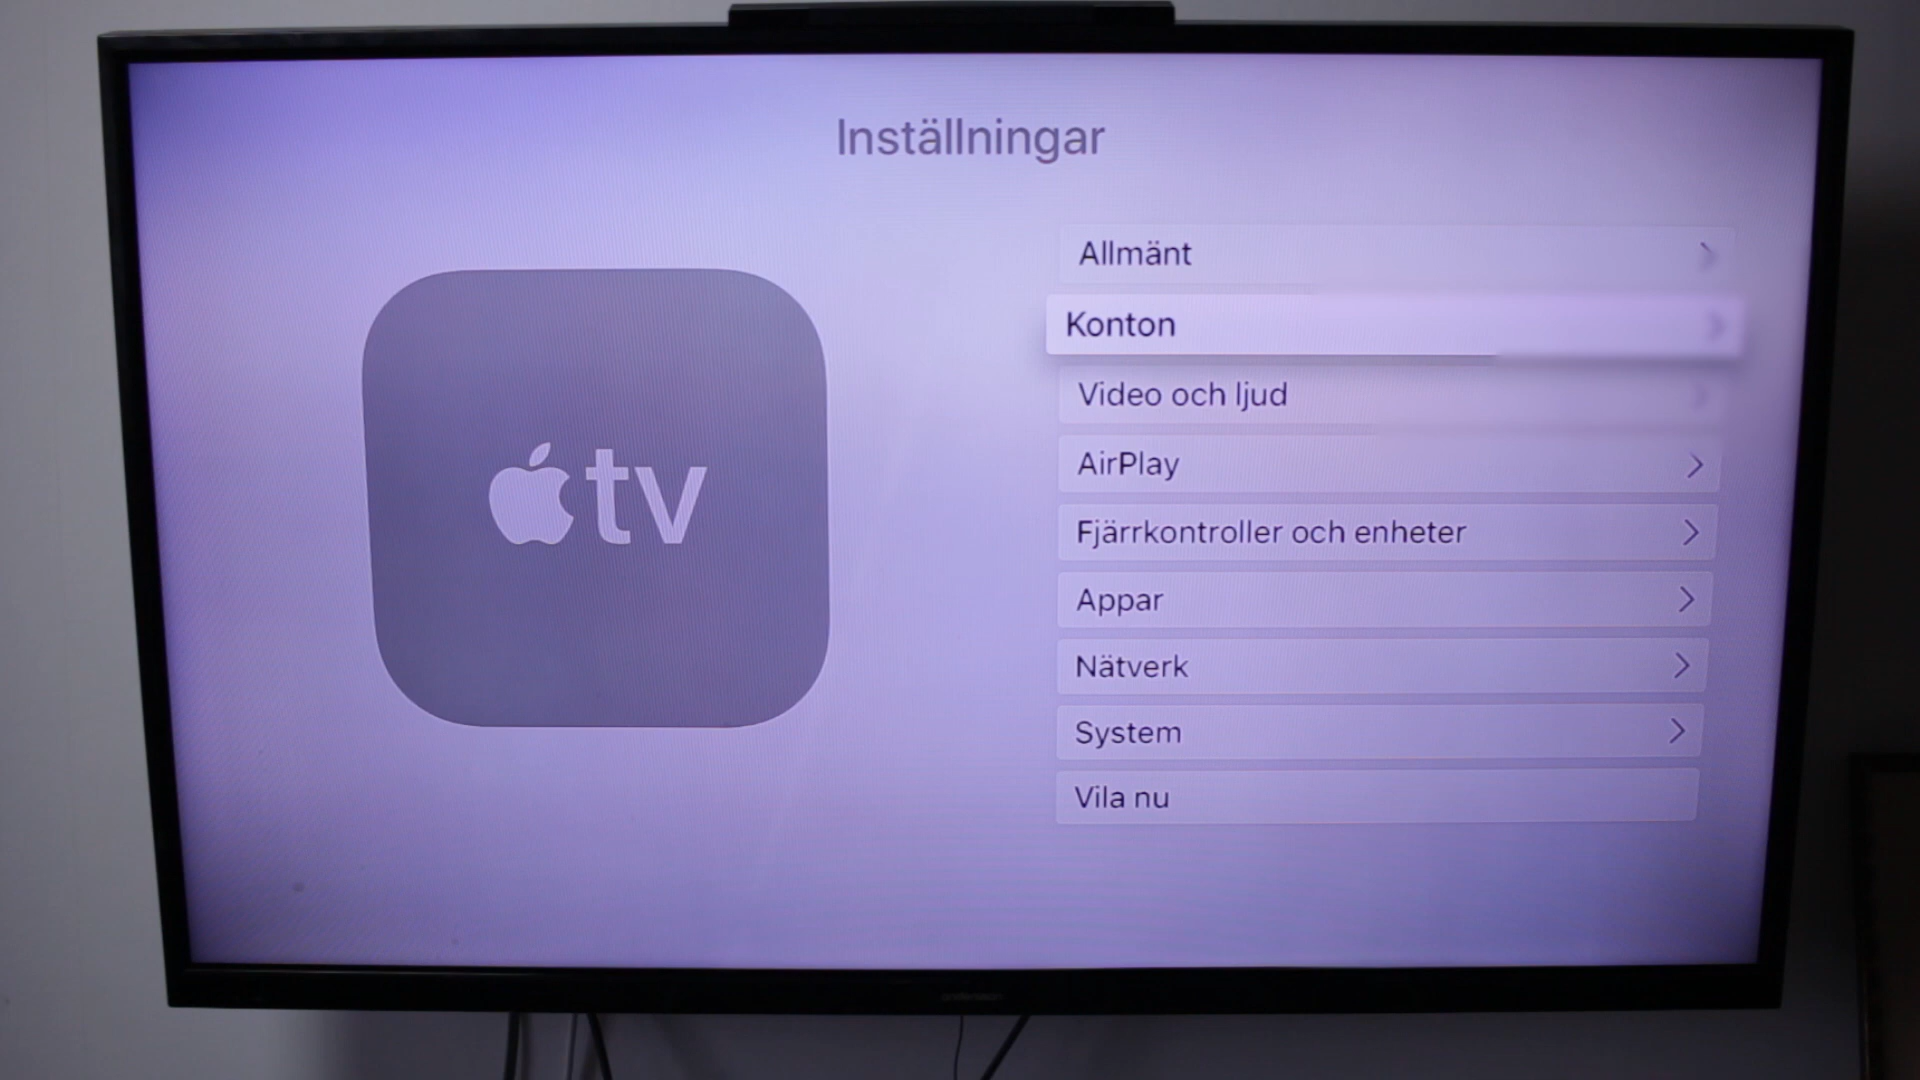 Inställningar
Allmänt
Konton
Video och ljud
AirPlay
Fjärrkontroller och enheter
Appar
Nätverk
System
Vila nu
tv